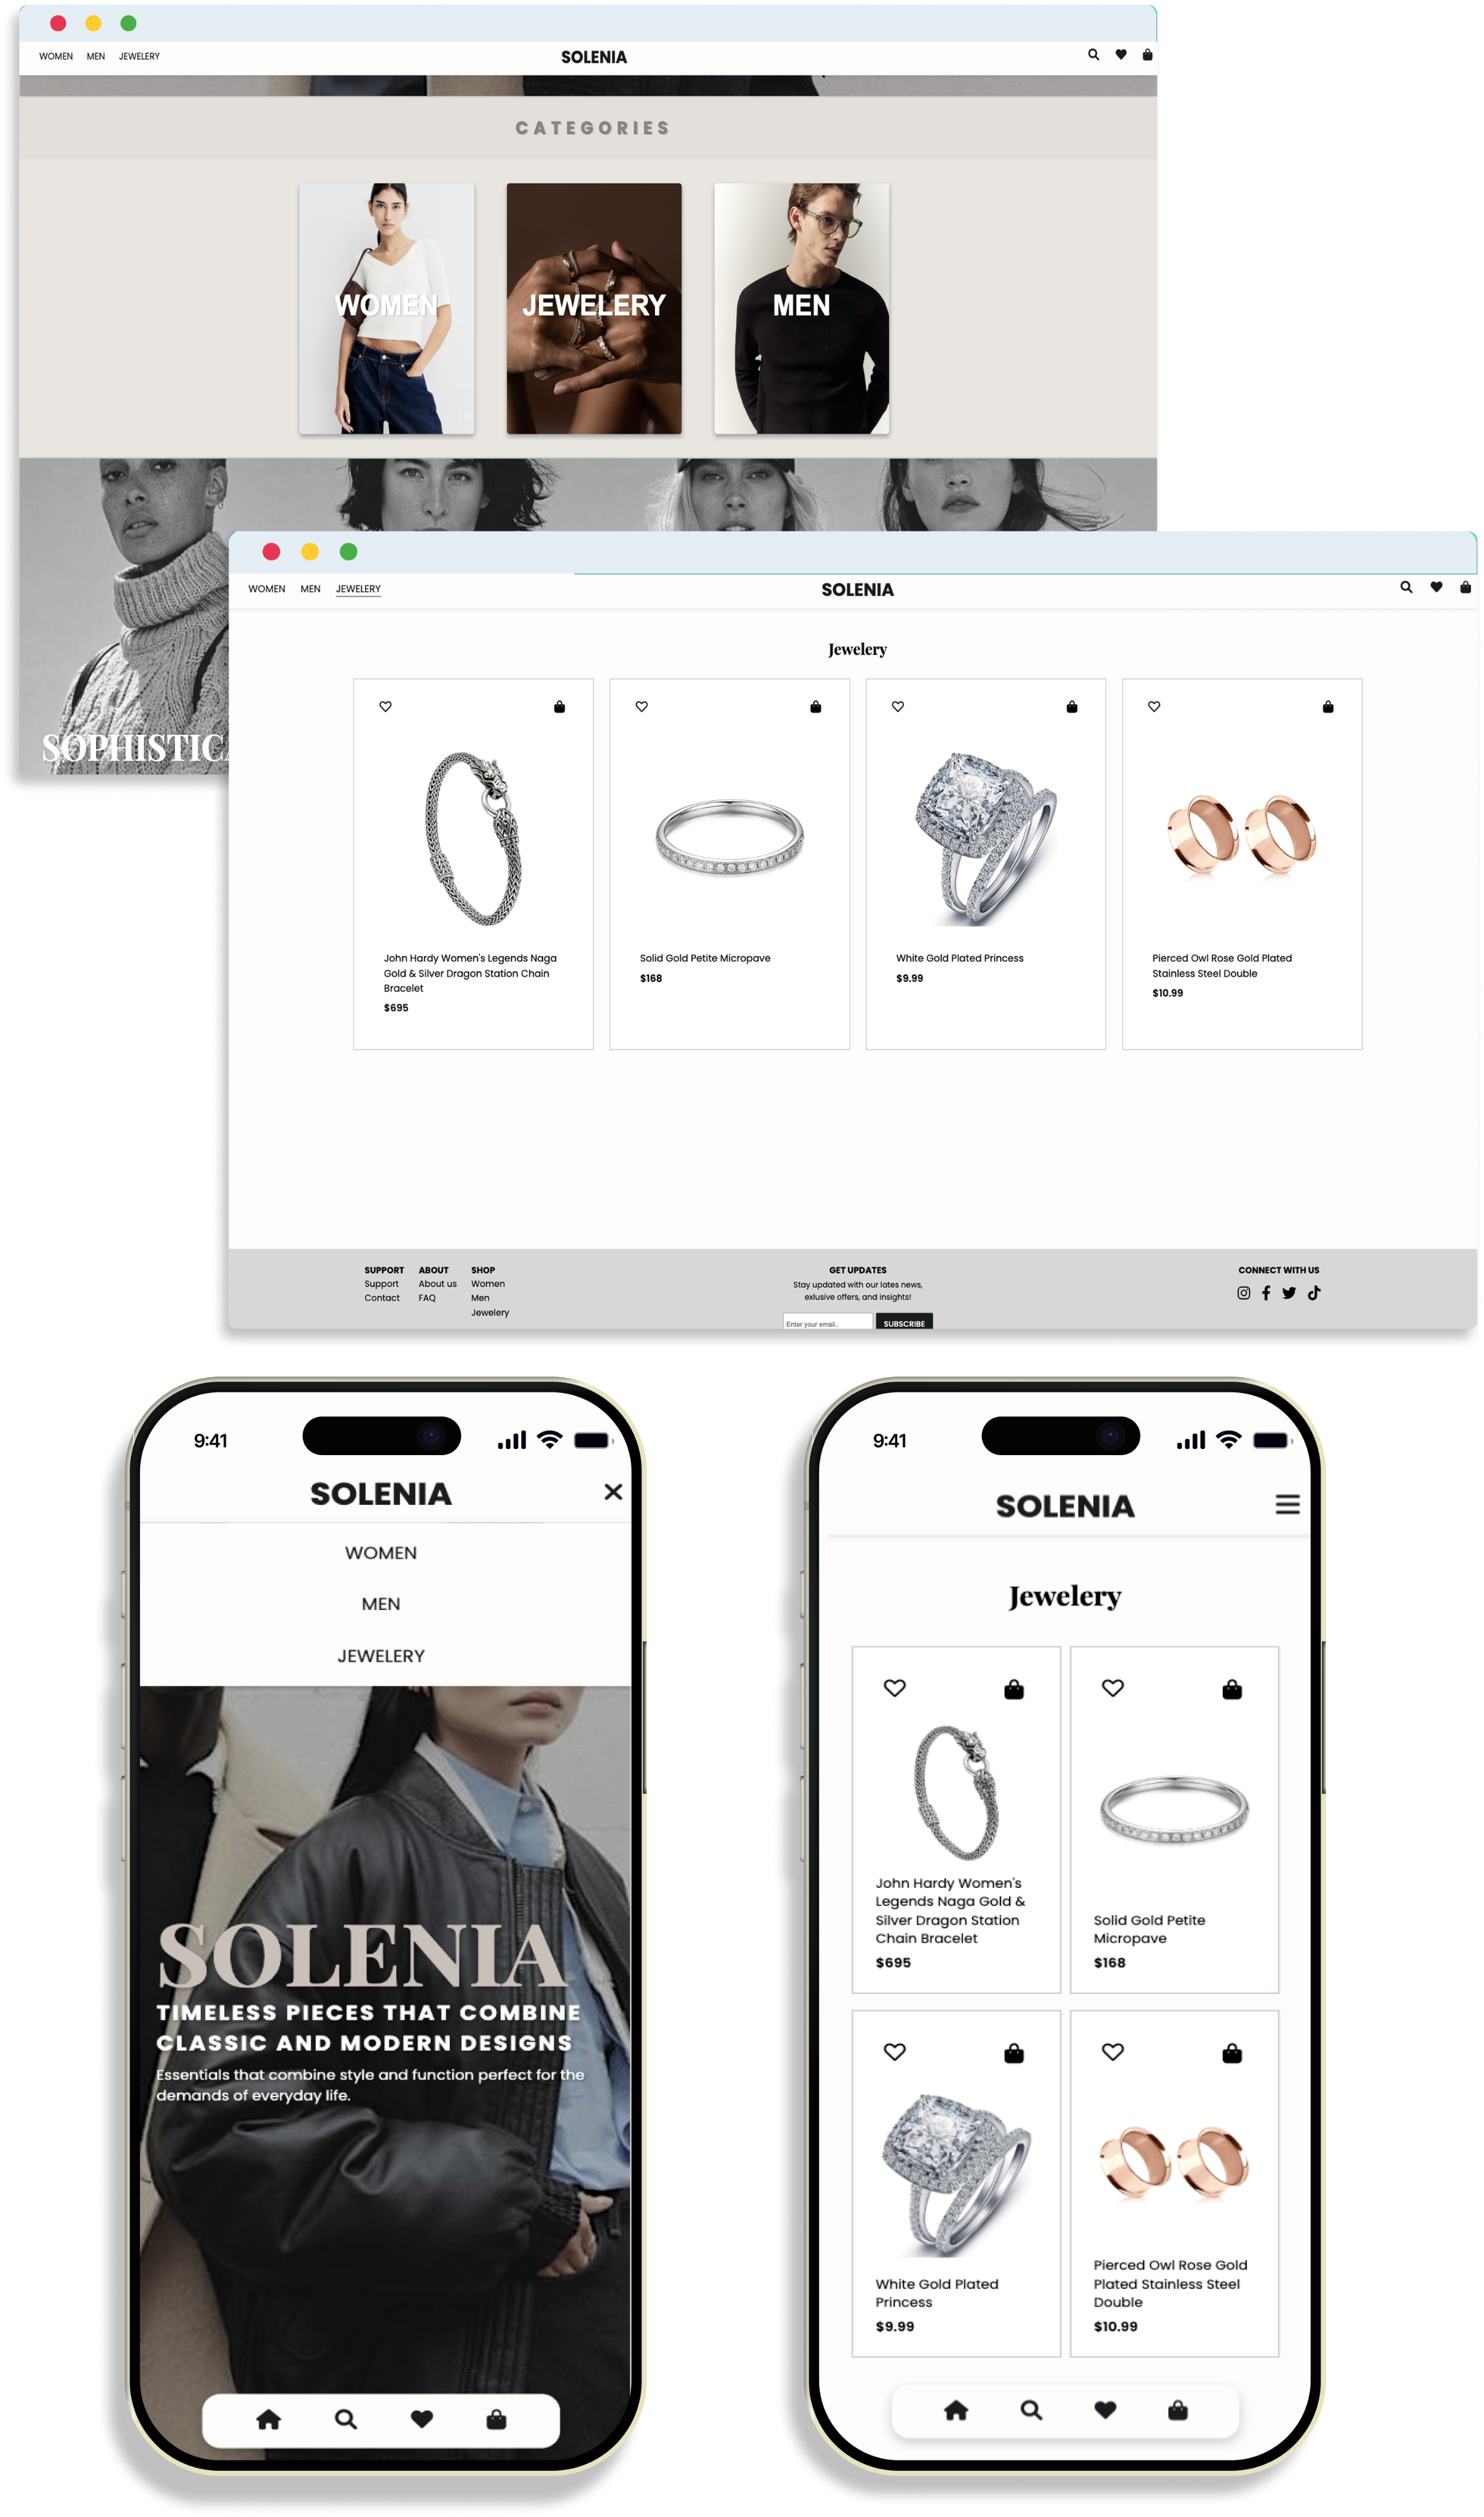 WOMEN MEN JEWELERY SOLENIA
CATEGORIES
WOMEN JEWELERY MEN
SOPHISTIC
WOMEN MEN JEWELERY SOLENIA
Jewelery
John Hardy Women's Legends Naga
Gold & Silver Dragon Station Chain
Bracelet
$695
Solid Gold Petite Micropave
$168
White Gold Plated Princess
$9.99
Pierced Owl Rose Gold Plated
Stainless Steel Double
$10.99
SUPPORT
Support
Contact
ABOUT
About us
FAQ
SHOP
Women
Men
Jewelery
GET UPDATES
Stay updated with our lates news,
exlusive offers, and insights!
Enter your email..
SUBSCRIBE
CONNECT WITH US
9:41
SOLENIA
WOMEN
MEN
JEWELERY
SOLENIA
TIMELESS PIECES THAT COMBINE
CLASSIC AND MODERN DESIGNS
Essentials that combine style and function perfect for the
demands of everyday life.
9:41
SOLENIA
Jewelery
John Hardy Women's
Legends Naga Gold &
Silver Dragon Station
Chain Bracelet
$695
Solid Gold Petite
Micropave
$168
White Gold Plated
Princess
$9.99
Pierced Owl Rose Gold
Plated Stainless Steel
Double
$10.99